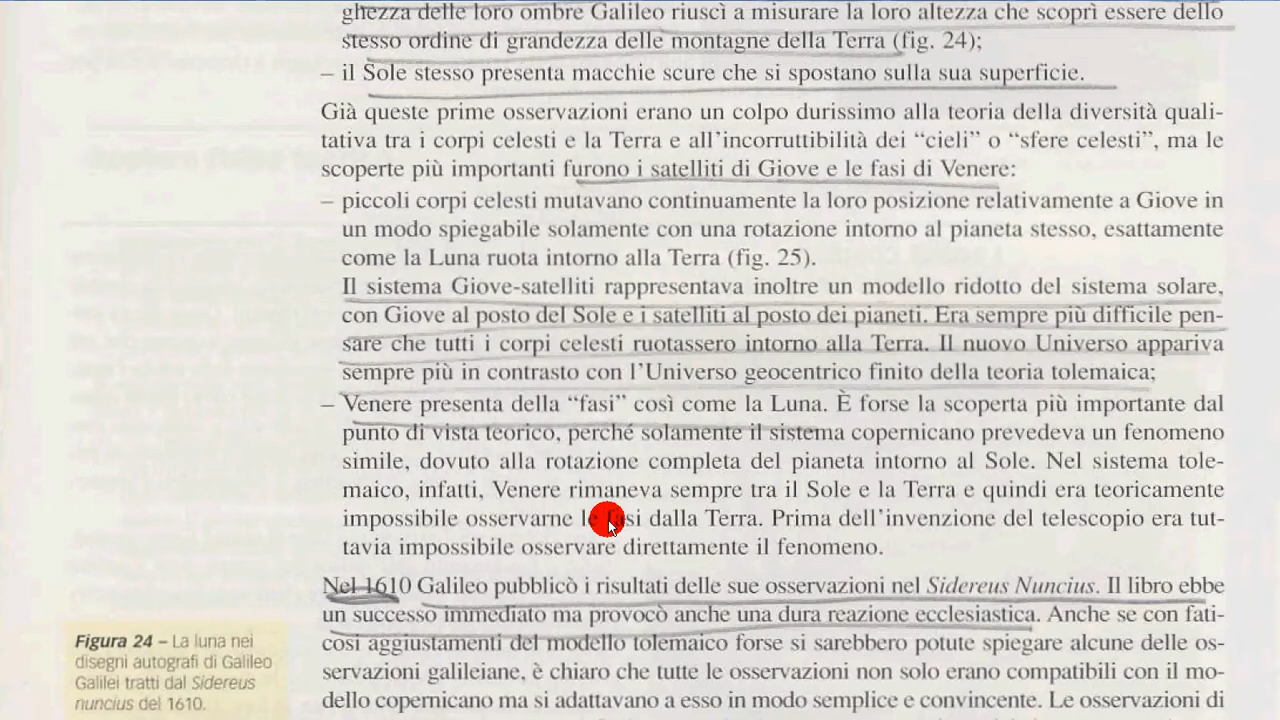 ghezza delle loro ombre Galileo riuscì a misurare la loro altezza che scoprì essere dello
stesso ordine di grandezza delle montagne della Terra (fig. 24);
– il Sole stesso presenta macchie scure che si spostano sulla sua superficie.
Già queste prime osservazioni erano un colpo durissimo alla teoria della diversità quali-
tativa tra i corpi celesti e la Terra e all’incorruttibilità dei “cieli” o “sfere celesti”, ma le
scoperte più importanti furono i satelliti di Giove e le fasi di Venere:
– piccoli corpi celesti mutavano continuamente la loro posizione relativamente a Giove in
un modo spiegabile solamente con una rotazione intorno al pianeta stesso, esattamente
come la Luna ruota intorno alla Terra (fig. 25).
Il sistema Giove-satelliti rappresentava inoltre un modello ridotto del sistema solare,
con Giove al posto del Sole e i satelliti al posto dei pianeti. Era sempre più difficile pen-
sare che tutti i corpi celesti ruotassero intorno alla Terra. Il nuovo Universo appariva
sempre più in contrasto con l’Universo geocentrico finito della teoria tolemaica;
– Venere presenta della “fasi” così come la Luna. È forse la scoperta più importante dal
punto di vista teorico, perché solamente il sistema copernicano prevedeva un fenomeno
simile, dovuto alla rotazione completa del pianeta intorno al Sole. Nel sistema tole-
maico, infatti, Venere rimaneva sempre tra il Sole e la Terra e quindi era teoricamente
impossibile osservarne le fasi dalla Terra. Prima dell’invenzione del telescopio era tut-
tavia impossibile osservare direttamente il fenomeno.
Nel 1610 Galileo pubblicò i risultati delle sue osservazioni nel Sidereus Nuncius. Il libro ebbe
un successo immediato ma provocò anche una dura reazione ecclesiastica. Anche se con fati-
cosi aggiustamenti del modello tolemaico forse si sarebbero potute spiegare alcune delle os-
servazioni galileiane, è chiaro che tutte le osservazioni non solo erano compatibili con il mo-
dello copernicano ma si adattavano a esso in modo semplice e convincente. Le osservazioni di
Figura 24 – La luna nei
disegni autografi di Galileo
Galilei tratti dal Sidereus
nuncius del 1610.